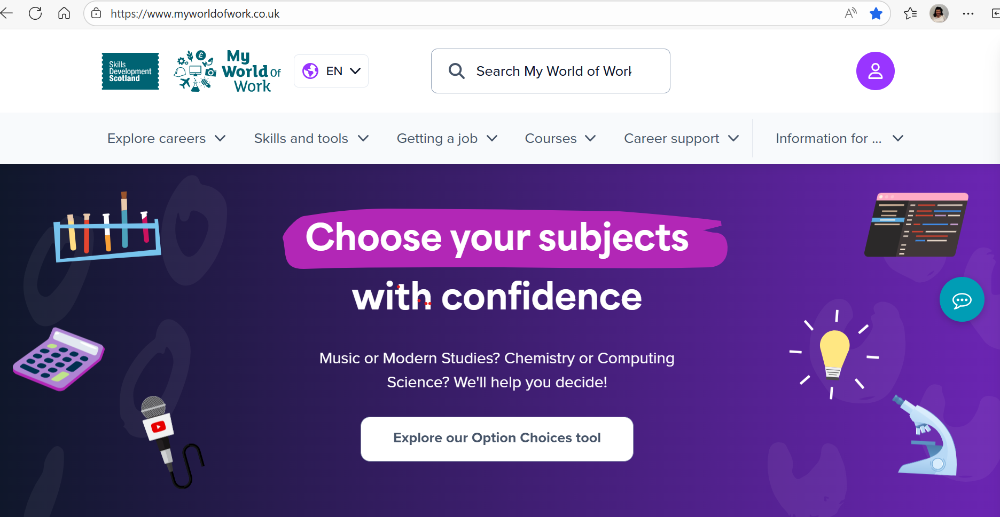 https://www.myworldofwork.co.uk
Skills
Development
Scotland
£
My
World Of
Work
EN
Search My World of Work
Explore careers
Skills and tools
Getting a job
Courses
Career support
Information for ...
Choose your subjects
with confidence
Music or Modern Studies? Chemistry or Computing
Science? We'll help you decide!
Explore our Option Choices tool